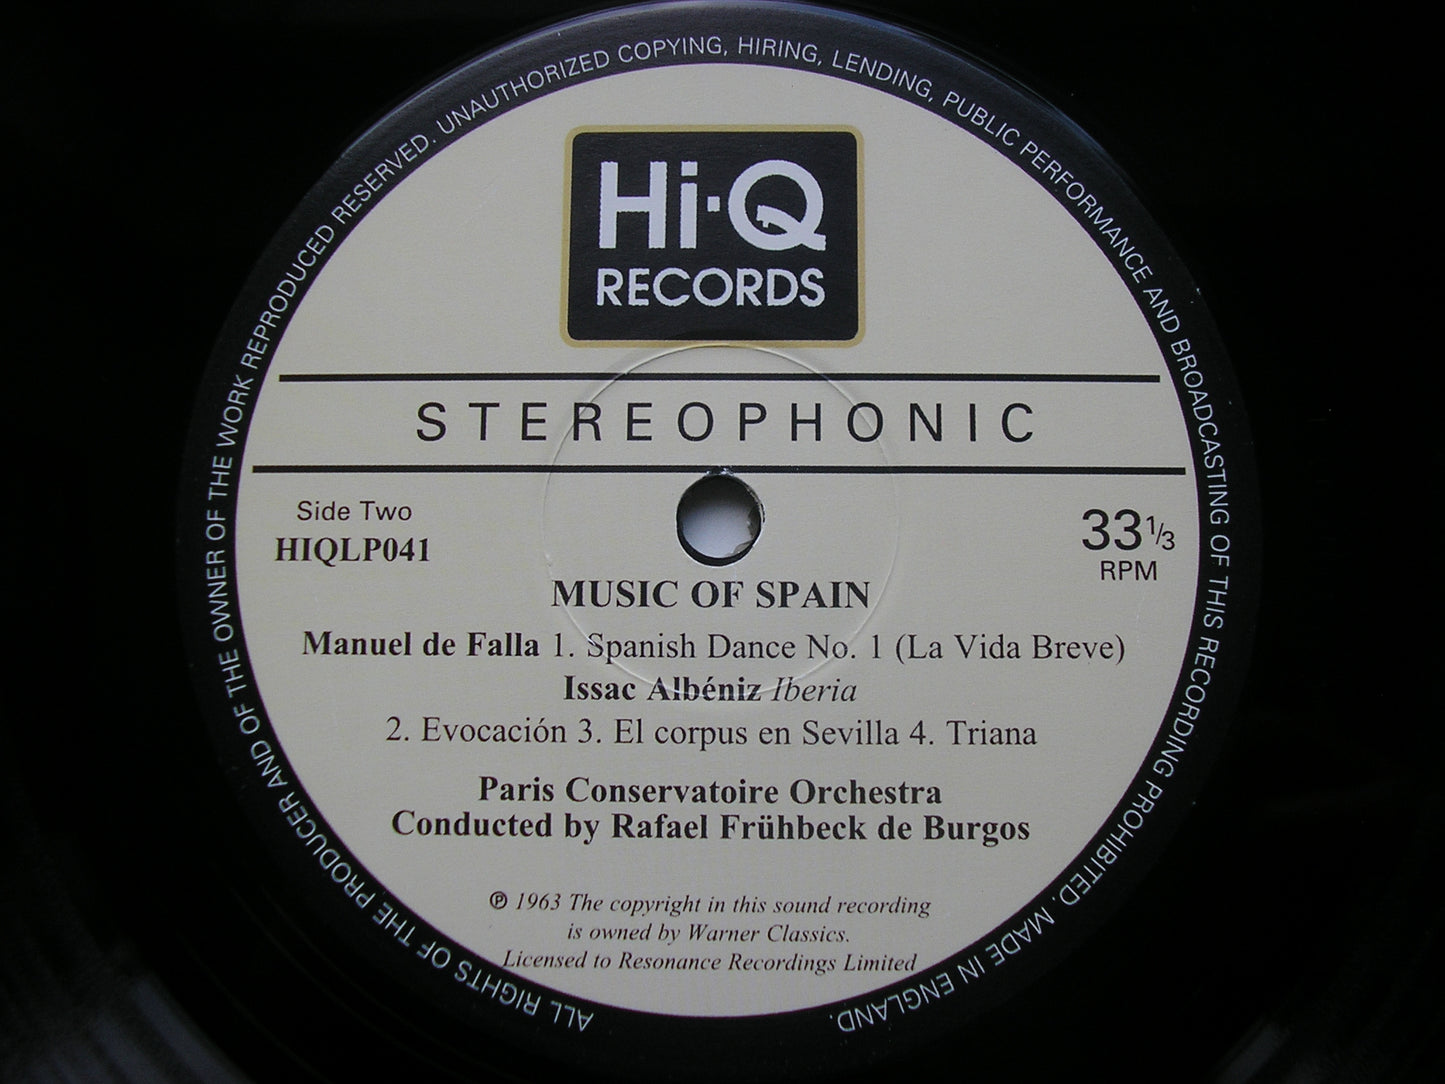 ALL RIGHTS OF THE PRODUCER AND OF THE OWNER OF THE WORK REPRODUCED RESERVED. UNAUTHORIZED COPYING, HIRING, LENDING, PUBLIC PERFORMANCE AND BROADCASTING OF THIS RECORDING PROHIBITED. MADE IN ENGLAND.
Hi-Q
RECORDS
STEREOPHONIC
Side Two
HIQLP041
33 1/3
RPM
MUSIC OF SPAIN
Manuel de Falla 1. Spanish Dance No. 1 (La Vida Breve)
Issac Albéniz Iberia
2. Evocación 3. El corpus en Sevilla 4. Triana
Paris Conservatoire Orchestra
Conducted by Rafael Frühbeck de Burgos
℗ 1963 The copyright in this sound recording
is owned by Warner Classics.
Licensed to Resonance Recordings Limited